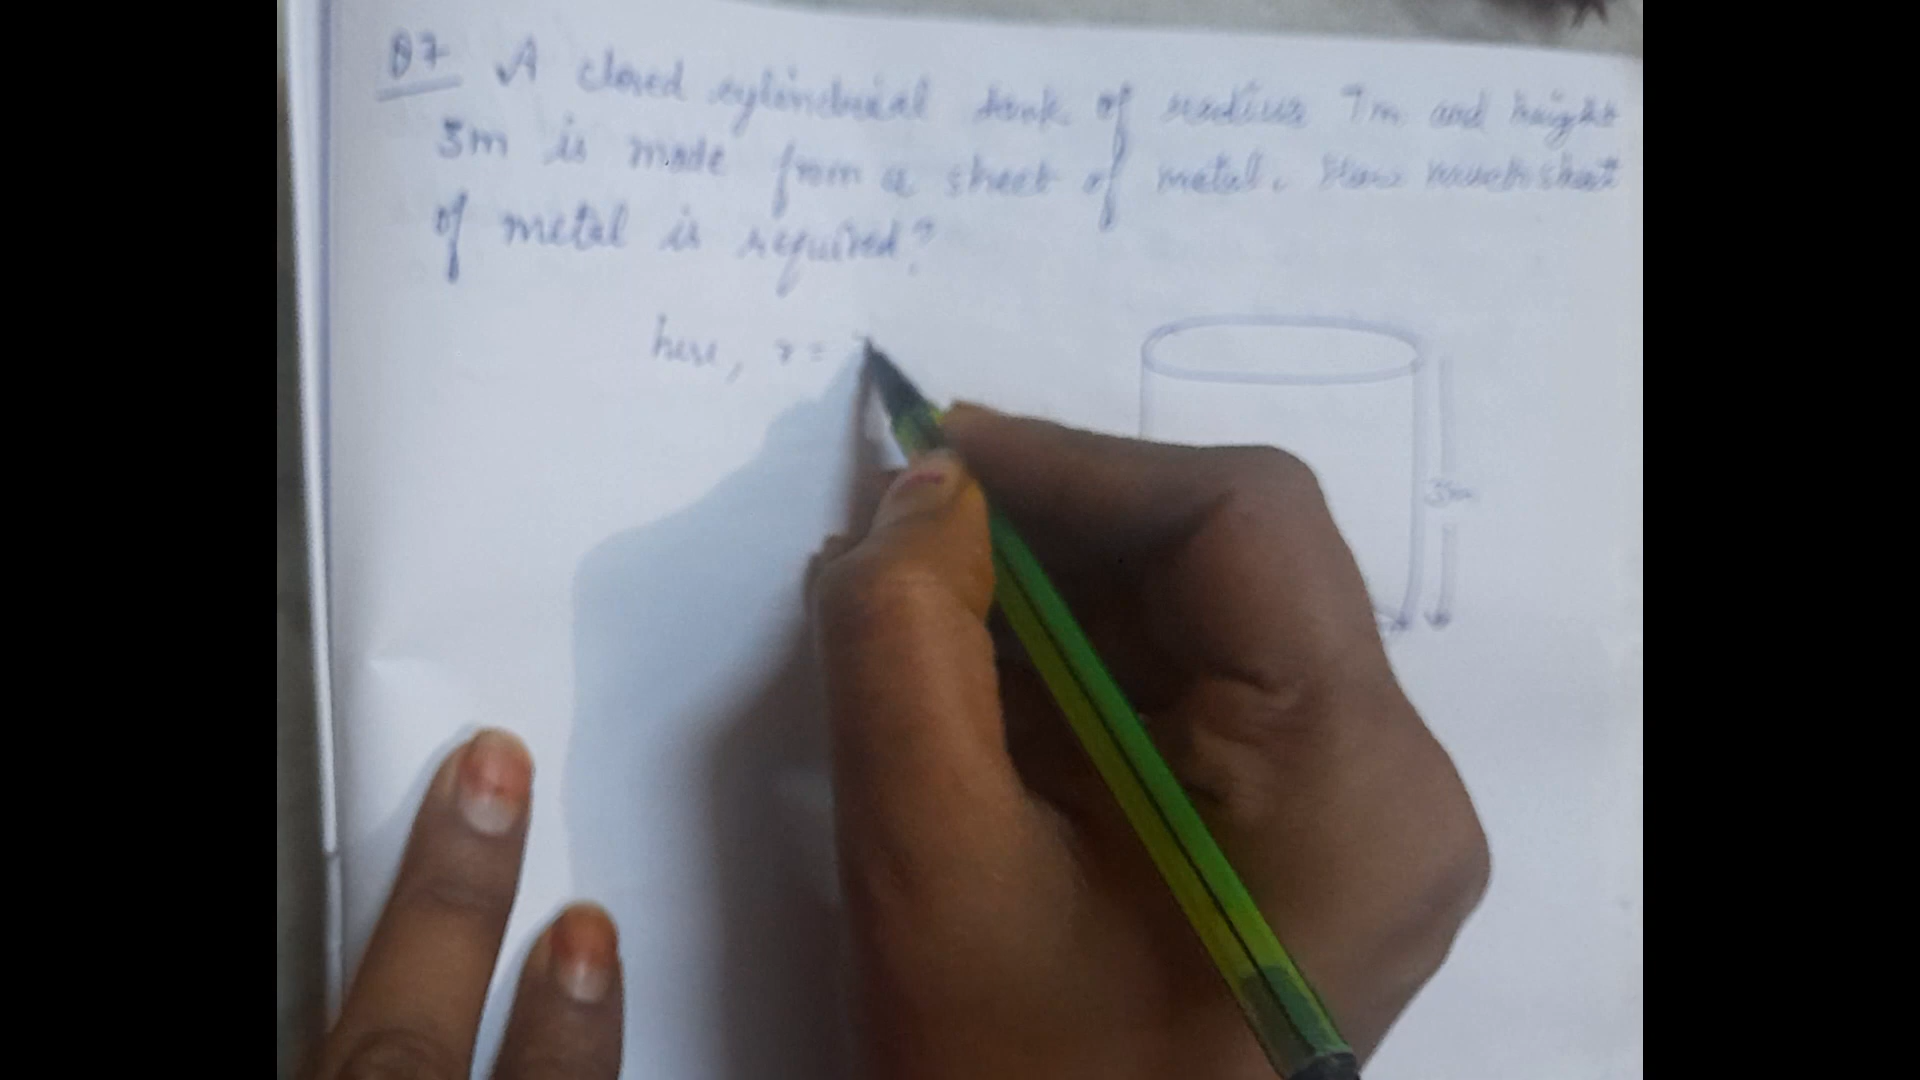 Q7 A closed cylindrical tank of radius 7m and height
3m is made from a sheet of metal. How much sheet
of metal is required?
here, r =
3m